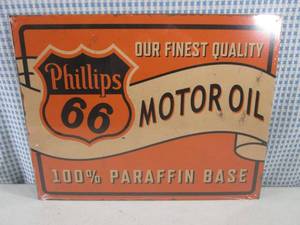 OUR FINEST QUALITY
Phillips
66
MOTOR OIL
100% PARAFFIN BASE